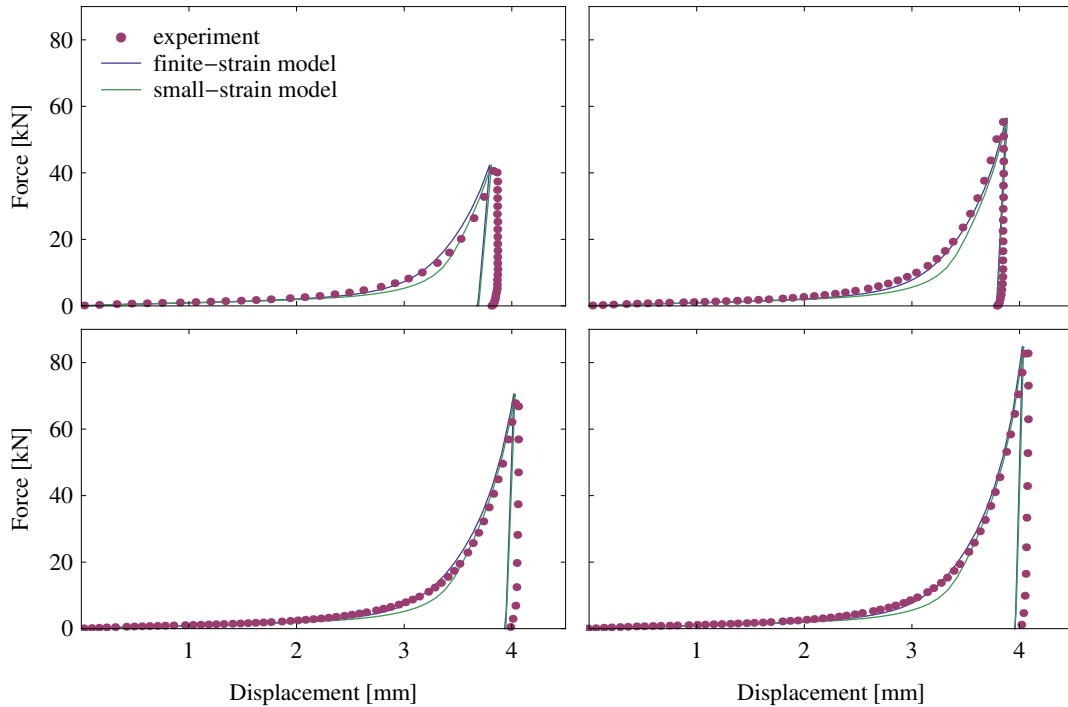 80
60
40
20
0
Force [kN]
experiment
finite−strain model
small−strain model
80
60
40
20
0
Force [kN]
1 2 3 4
1 2 3 4
Displacement [mm]
Displacement [mm]